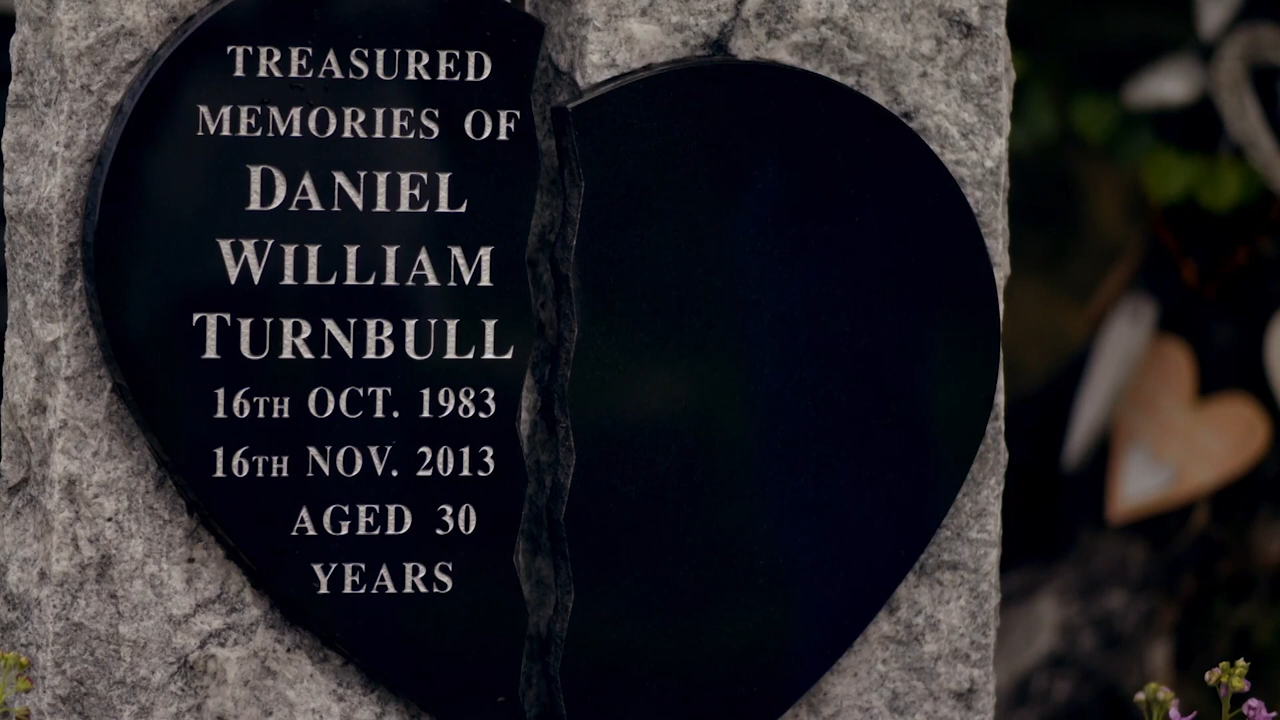 TREASURED
MEMORIES OF
DANIEL
WILLIAM
TURNBULL
16TH OCT. 1983
16TH NOV. 2013
AGED 30
YEARS